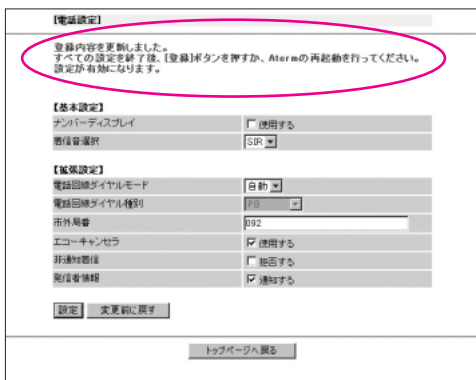 【電話設定】
登録内容を更新しました。
すべての設定を終了後、[登録]ボタンを押すか、Atermの再起動を行ってください。
設定が有効になります。
【基本設定】
ナンバーディスプレイ 使用する
着信音選択 SIR
【拡張設定】
電話回線ダイヤルモード 自動
電話回線ダイヤル種別 PB
市外局番 092
エコーキャンセラ 使用する
非通知着信 拒否する
発信者情報 通知する
設定 変更前に戻す
トップページへ戻る